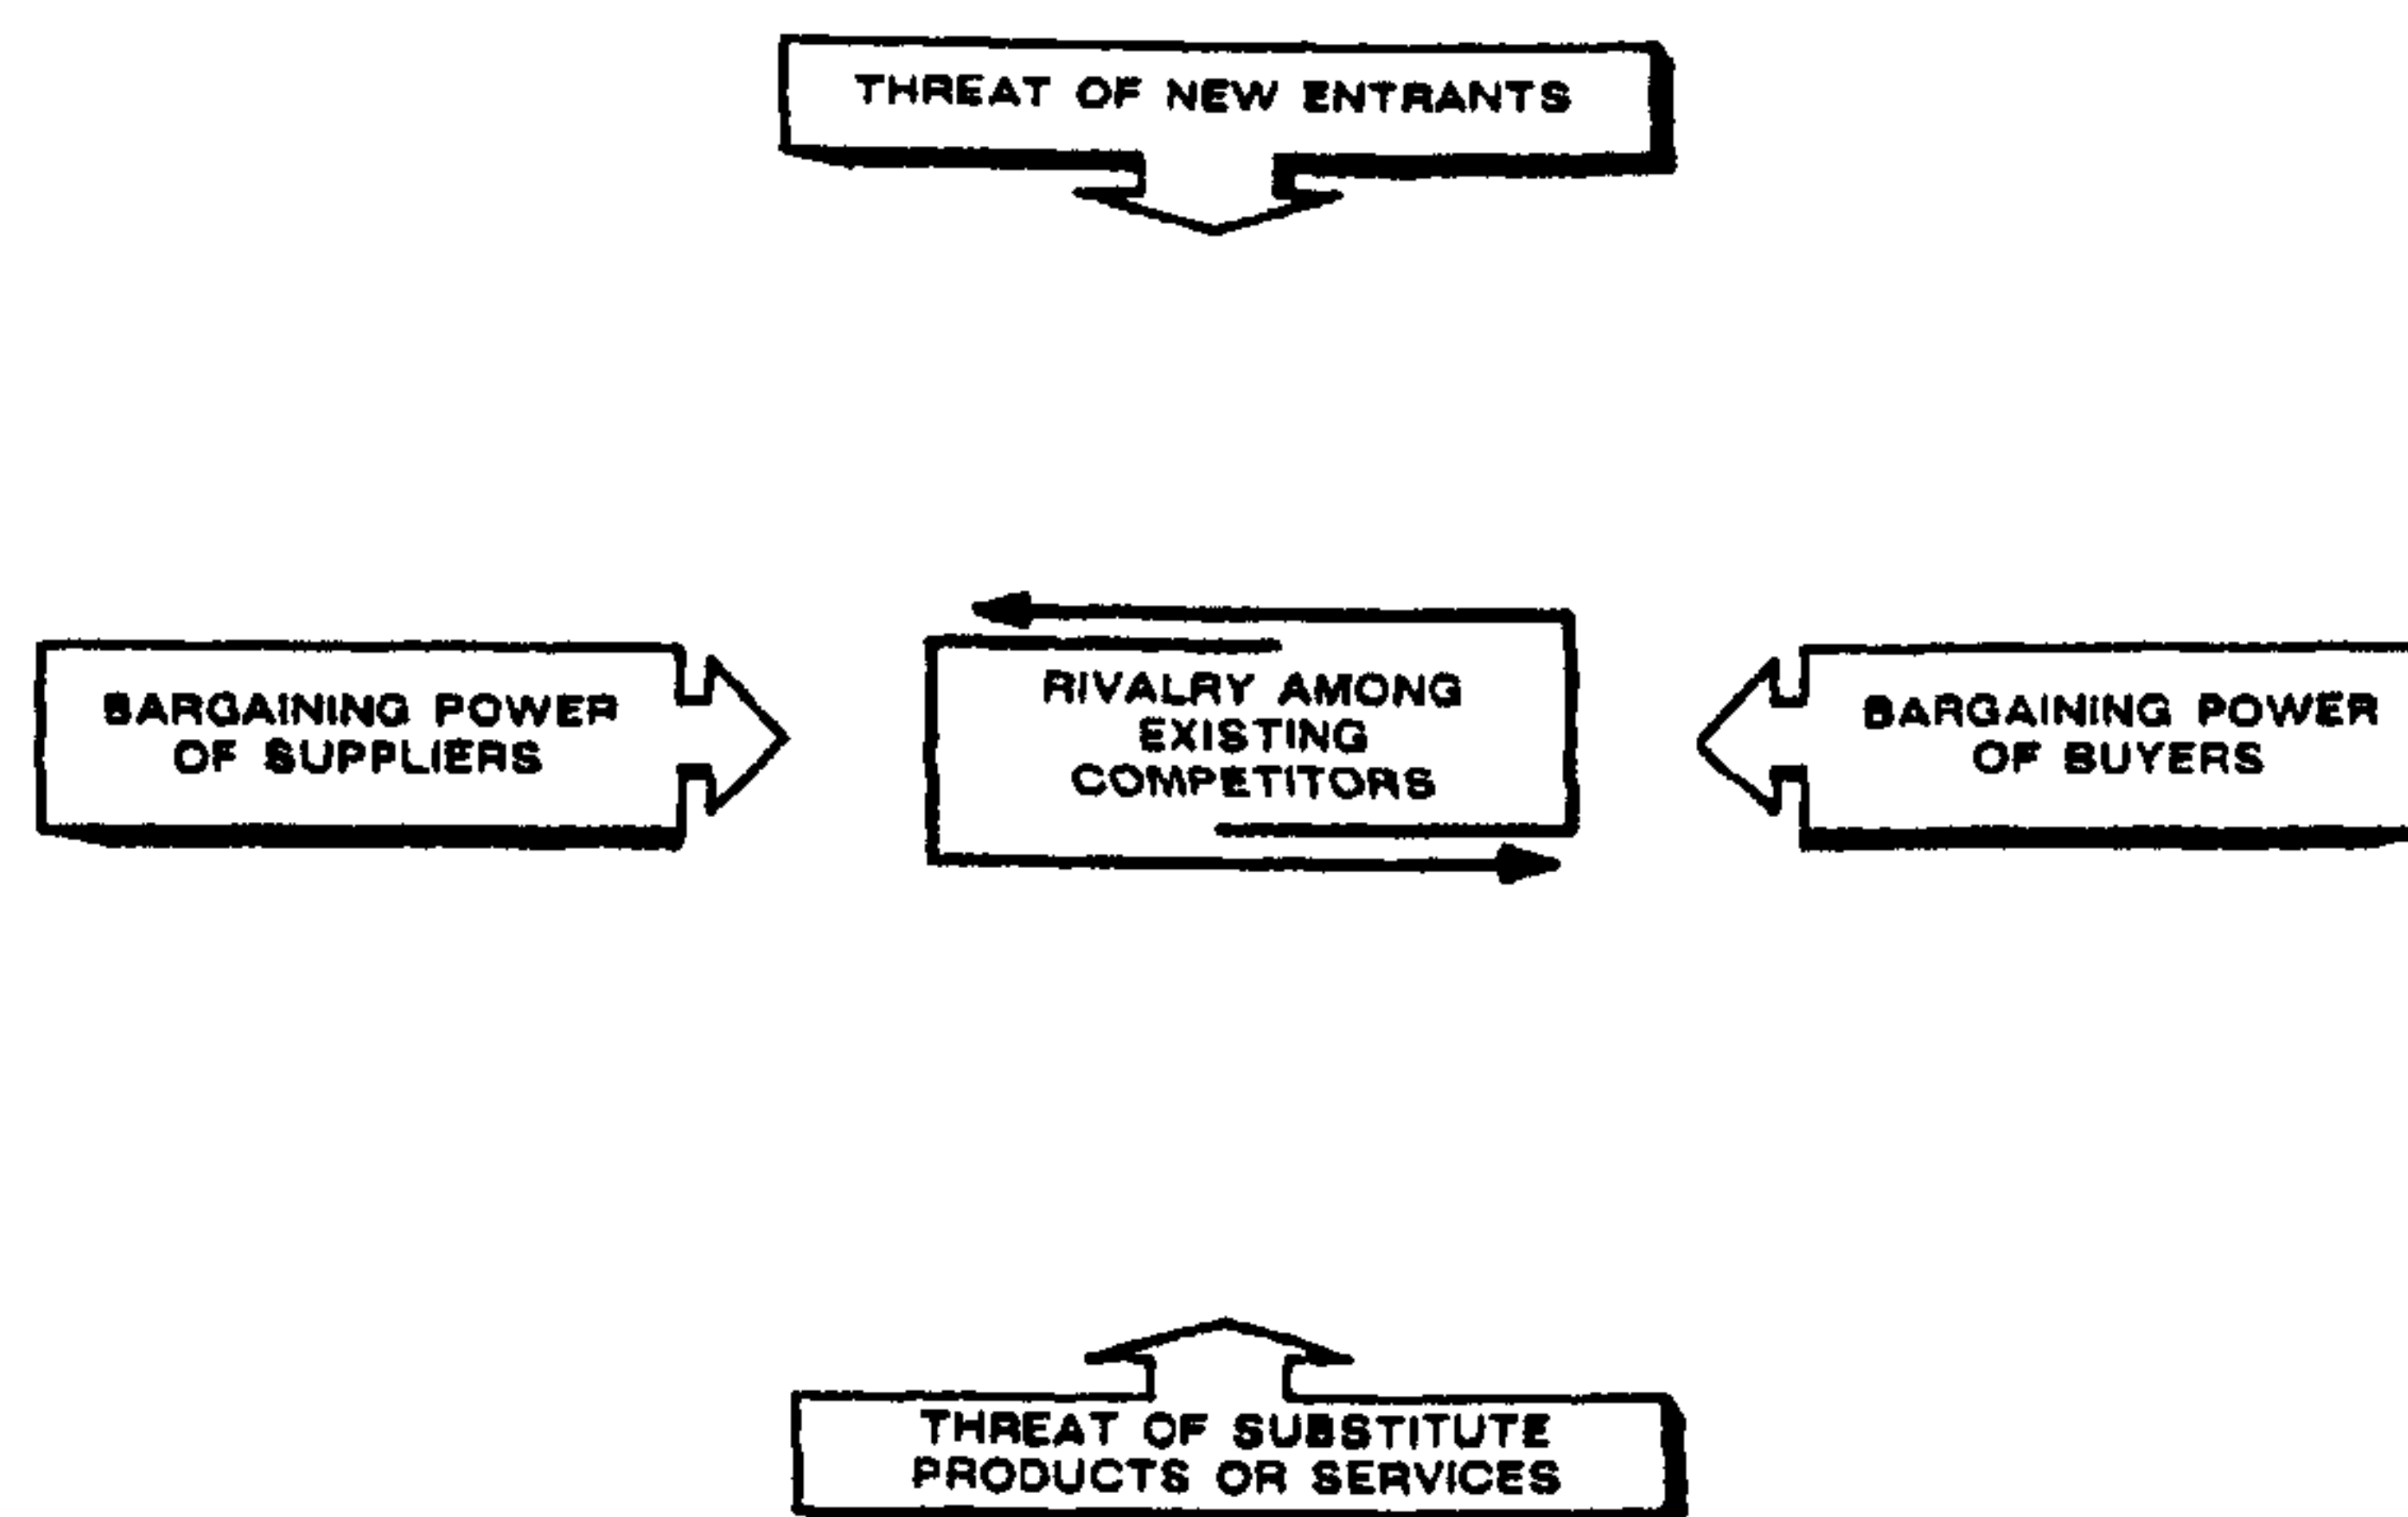 THREAT OF NEW ENTRANTS
BARGAINING POWER
OF SUPPLIERS
RIVALRY AMONG
EXISTING
COMPETITORS
BARGAINING POWER
OF BUYERS
THREAT OF SUBSTITUTE
PRODUCTS OR SERVICES